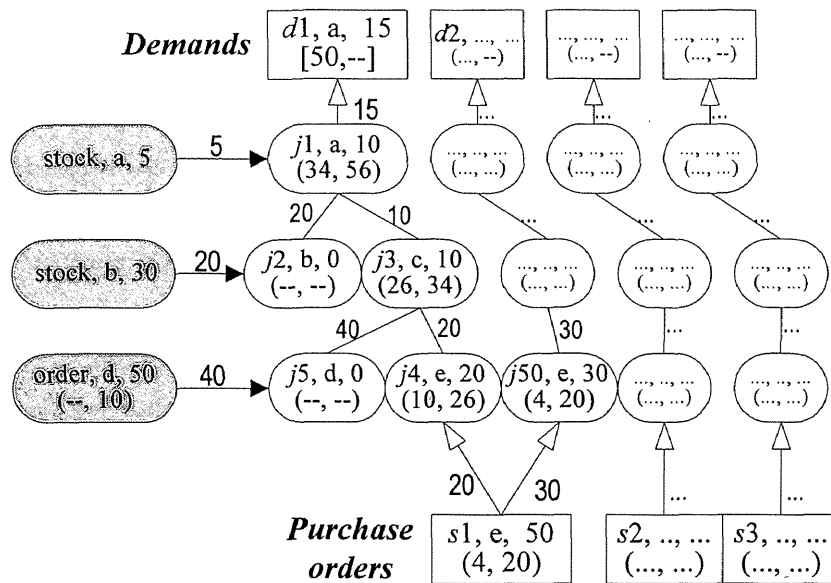 Demands
d1, a, 15
[50,--]
d2, ..., ...
(..., --)
..., ..., ...
(..., --)
..., ..., ...
(..., --)
15
...
...
...
stock, a, 5
5
j1, a, 10
(34, 56)
..., .., ...
(..., ...)
..., .., ...
(..., ...)
..., .., ...
(..., ...)
20
10
...
...
...
stock, b, 30
20
j2, b, 0
(--, --)
j3, c, 10
(26, 34)
..., .., ...
(..., ...)
..., .., ...
(..., ...)
..., .., ...
(..., ...)
40
20
30
...
...
order, d, 50
(--, 10)
40
j5, d, 0
(--, --)
j4, e, 20
(10, 26)
j50, e, 30
(4, 20)
..., .., ...
(..., ...)
..., .., ...
(..., ...)
20
30
...
...
Purchase
orders
s1, e, 50
(4, 20)
s2, .., ...
(..., ...)
s3, .., ...
(..., ...)